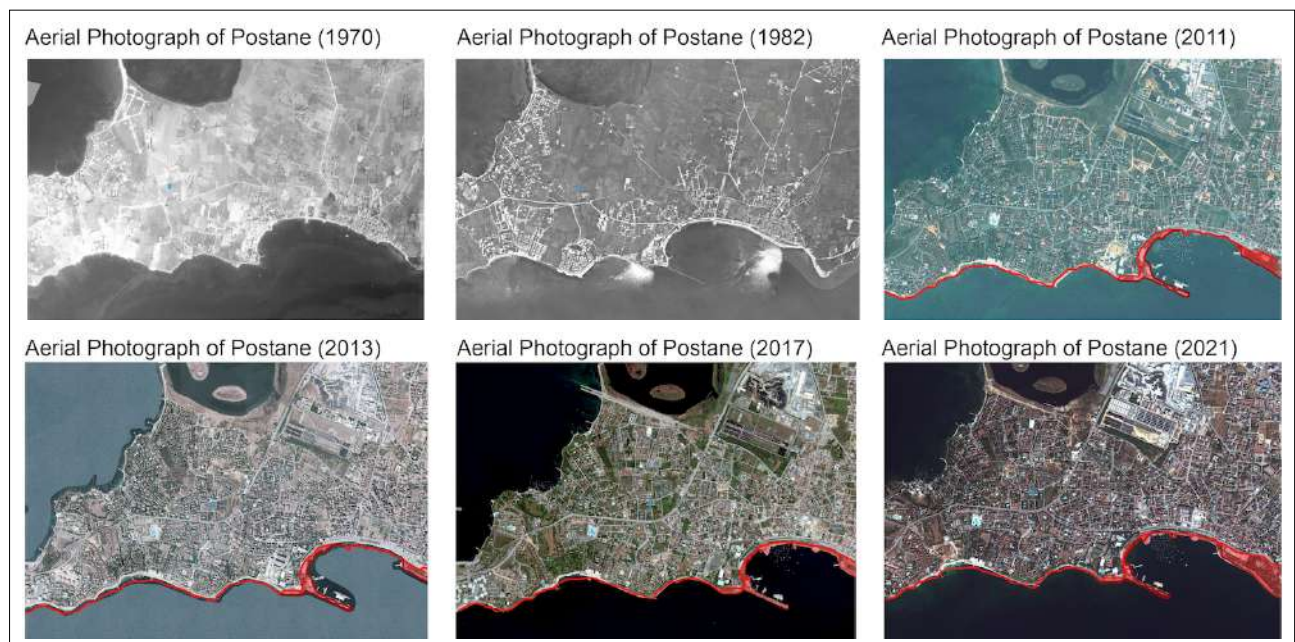 Aerial Photograph of Postane (1970)
Aerial Photograph of Postane (1982)
Aerial Photograph of Postane (2011)
Aerial Photograph of Postane (2013)
Aerial Photograph of Postane (2017)
Aerial Photograph of Postane (2021)